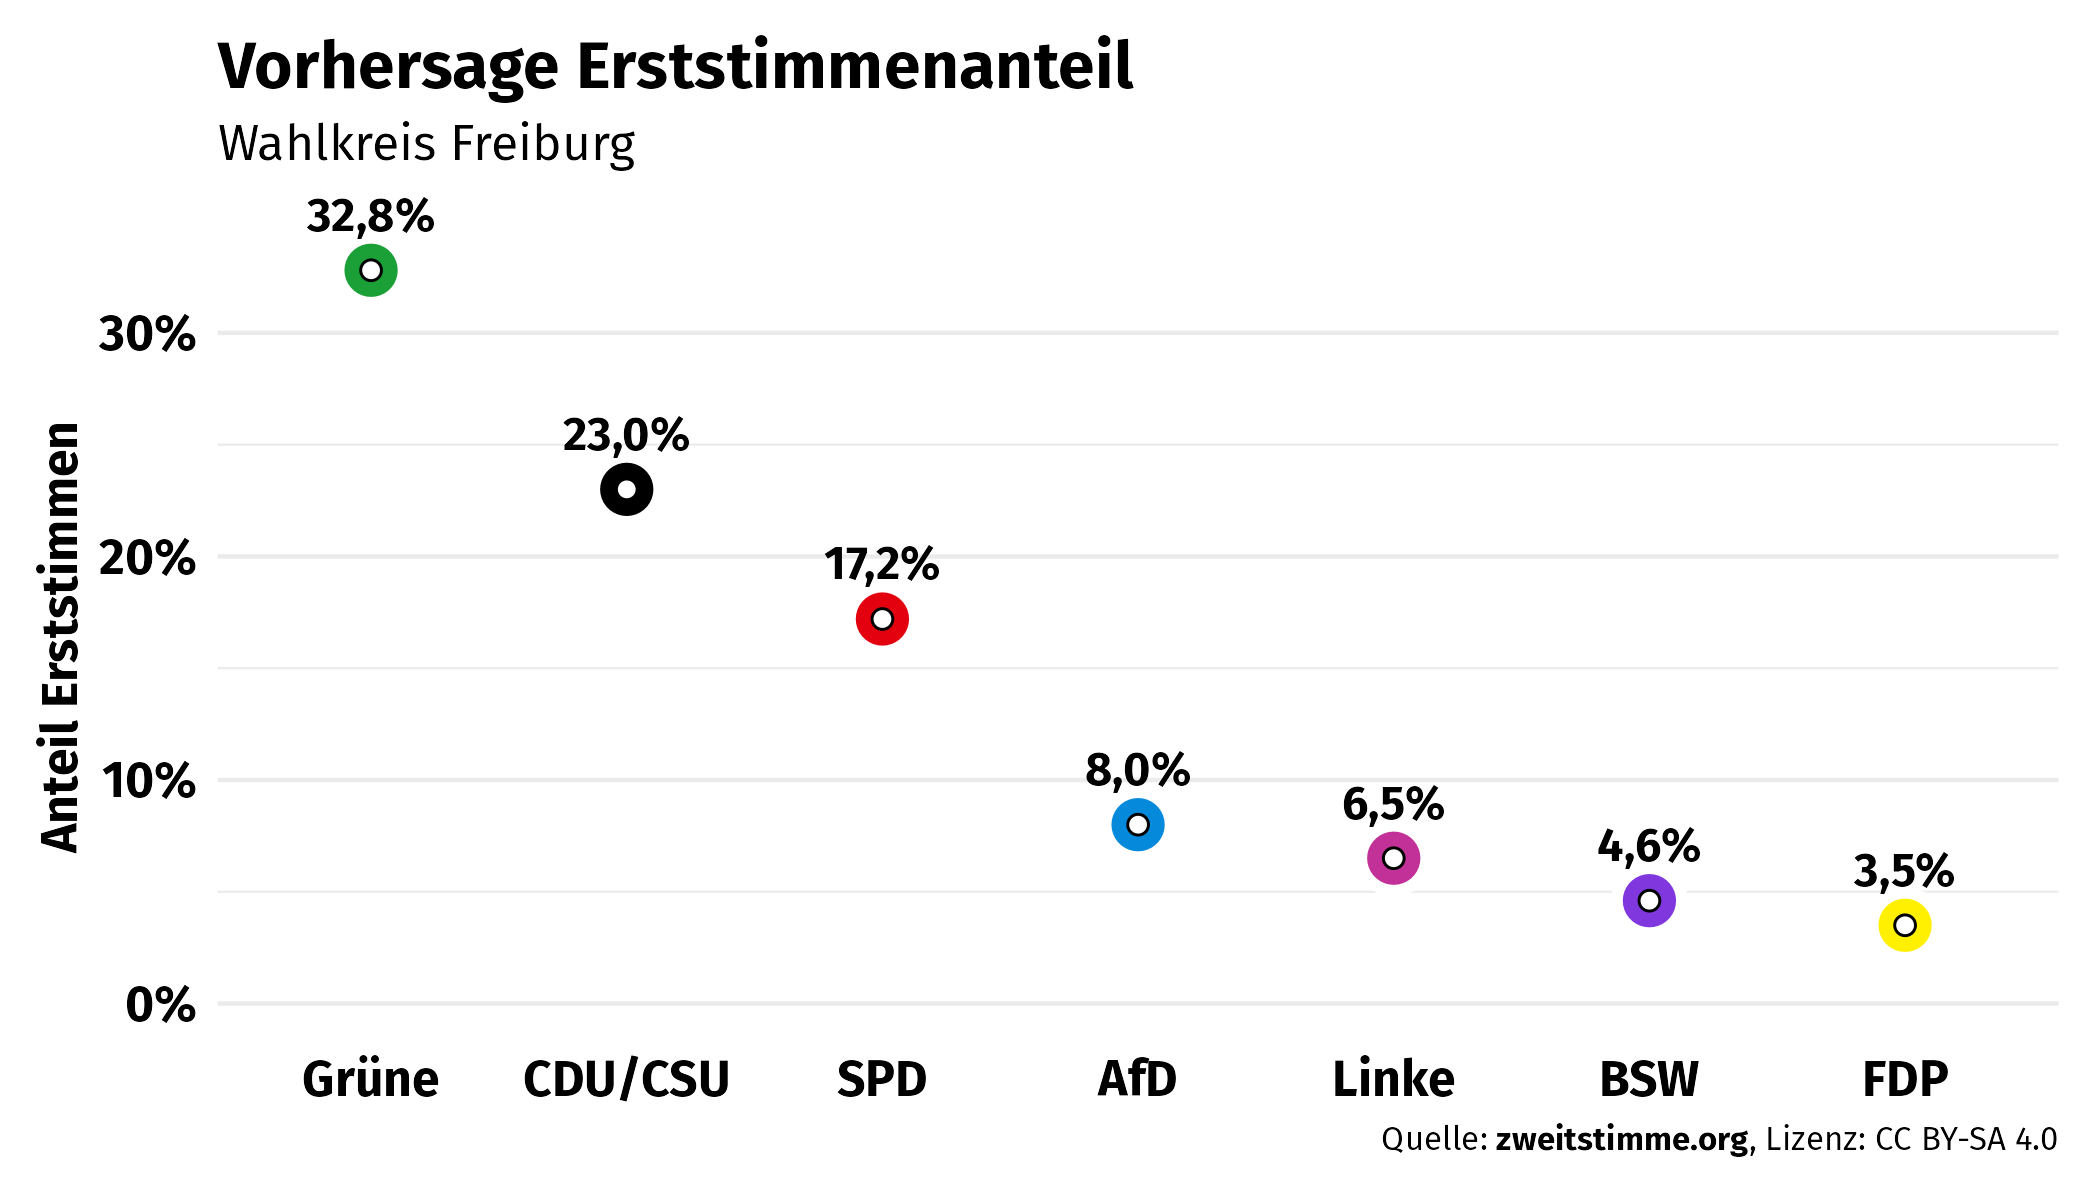 Vorhersage Erststimmenanteil
Wahlkreis Freiburg
Anteil Erststimmen
30%
20%
10%
0%
32,8%
23,0%
17,2%
8,0%
6,5%
4,6%
3,5%
Grüne CDU/CSU SPD AfD Linke BSW FDP
Quelle: zweitstimme.org, Lizenz: CC BY-SA 4.0